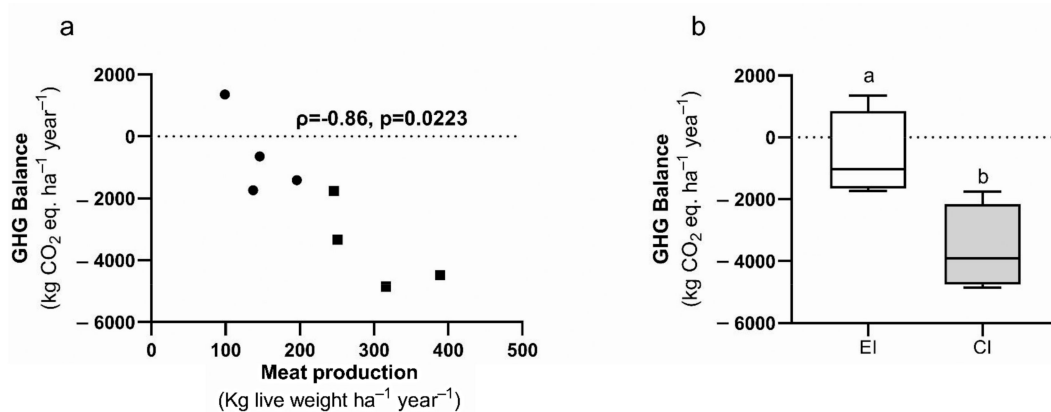 a
GHG Balance
(kg CO₂ eq. ha⁻¹ year⁻¹)
2000
0
– 2000
– 4000
– 6000
ρ=-0.86, p=0.0223
0 100 200 300 400 500
Meat production
(Kg live weight ha⁻¹ year⁻¹)
b
GHG Balance
(kg CO₂ eq. ha⁻¹ yea⁻¹)
2000
0
– 2000
– 4000
– 6000
a
b
EI CI